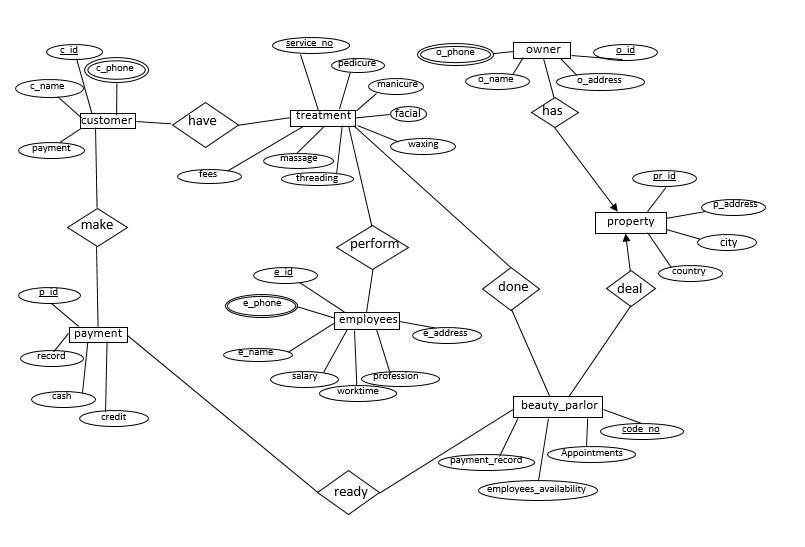 service_no
owner
o_phone
o_id
c_id
c_phone
pedicure
o_name
o_address
c_name
manicure
has
customer
have
treatment
facial
payment
massage
waxing
fees
threading
pr_id
p_address
property
city
make
perform
country
e_id
done
deal
p_id
e_phone
employees
payment
e_address
record
e_name
salary
profession
worktime
cash
credit
beauty_parlor
code_no
payment_record
Appointments
employees_availability
ready